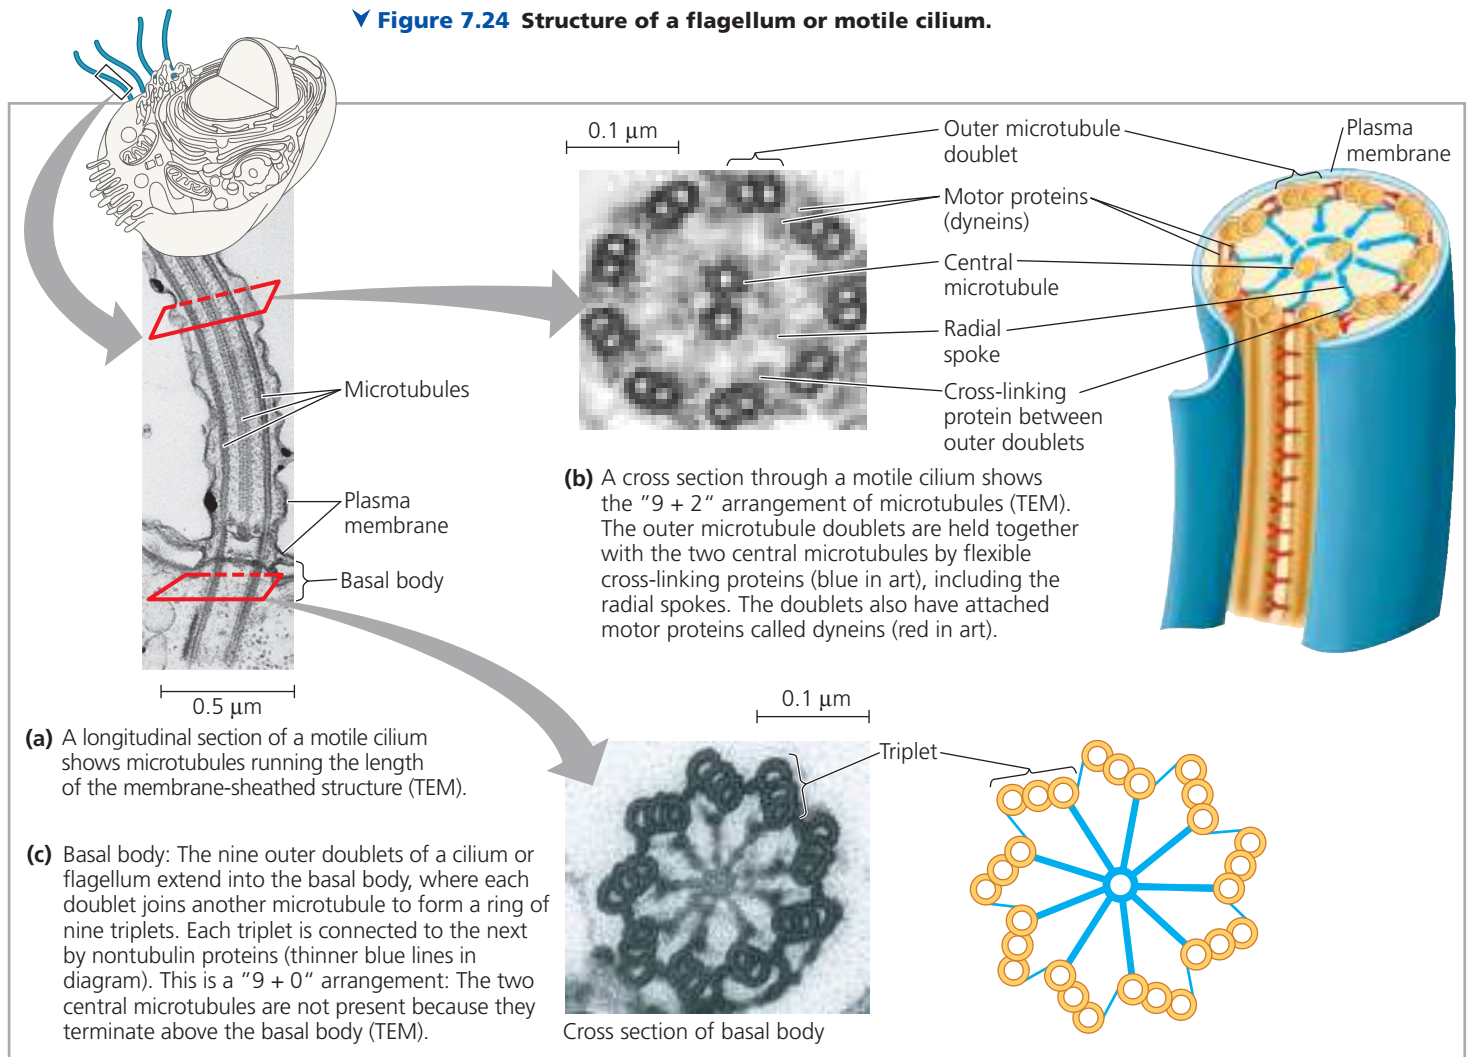 Figure 7.24 Structure of a flagellum or motile cilium.
0.1 µm
Outer microtubule
doublet
Plasma
membrane
Motor proteins
(dyneins)
Central
microtubule
Radial
spoke
Cross-linking
protein between
outer doublets
Microtubules
Plasma
membrane
Basal body
0.5 µm
(a) A longitudinal section of a motile cilium
shows microtubules running the length
of the membrane-sheathed structure (TEM).
(b) A cross section through a motile cilium shows
the "9 + 2" arrangement of microtubules (TEM).
The outer microtubule doublets are held together
with the two central microtubules by flexible
cross-linking proteins (blue in art), including the
radial spokes. The doublets also have attached
motor proteins called dyneins (red in art).
0.1 µm
Triplet
(c) Basal body: The nine outer doublets of a cilium or
flagellum extend into the basal body, where each
doublet joins another microtubule to form a ring of
nine triplets. Each triplet is connected to the next
by nontubulin proteins (thinner blue lines in
diagram). This is a "9 + 0" arrangement: The two
central microtubules are not present because they
terminate above the basal body (TEM).
Cross section of basal body